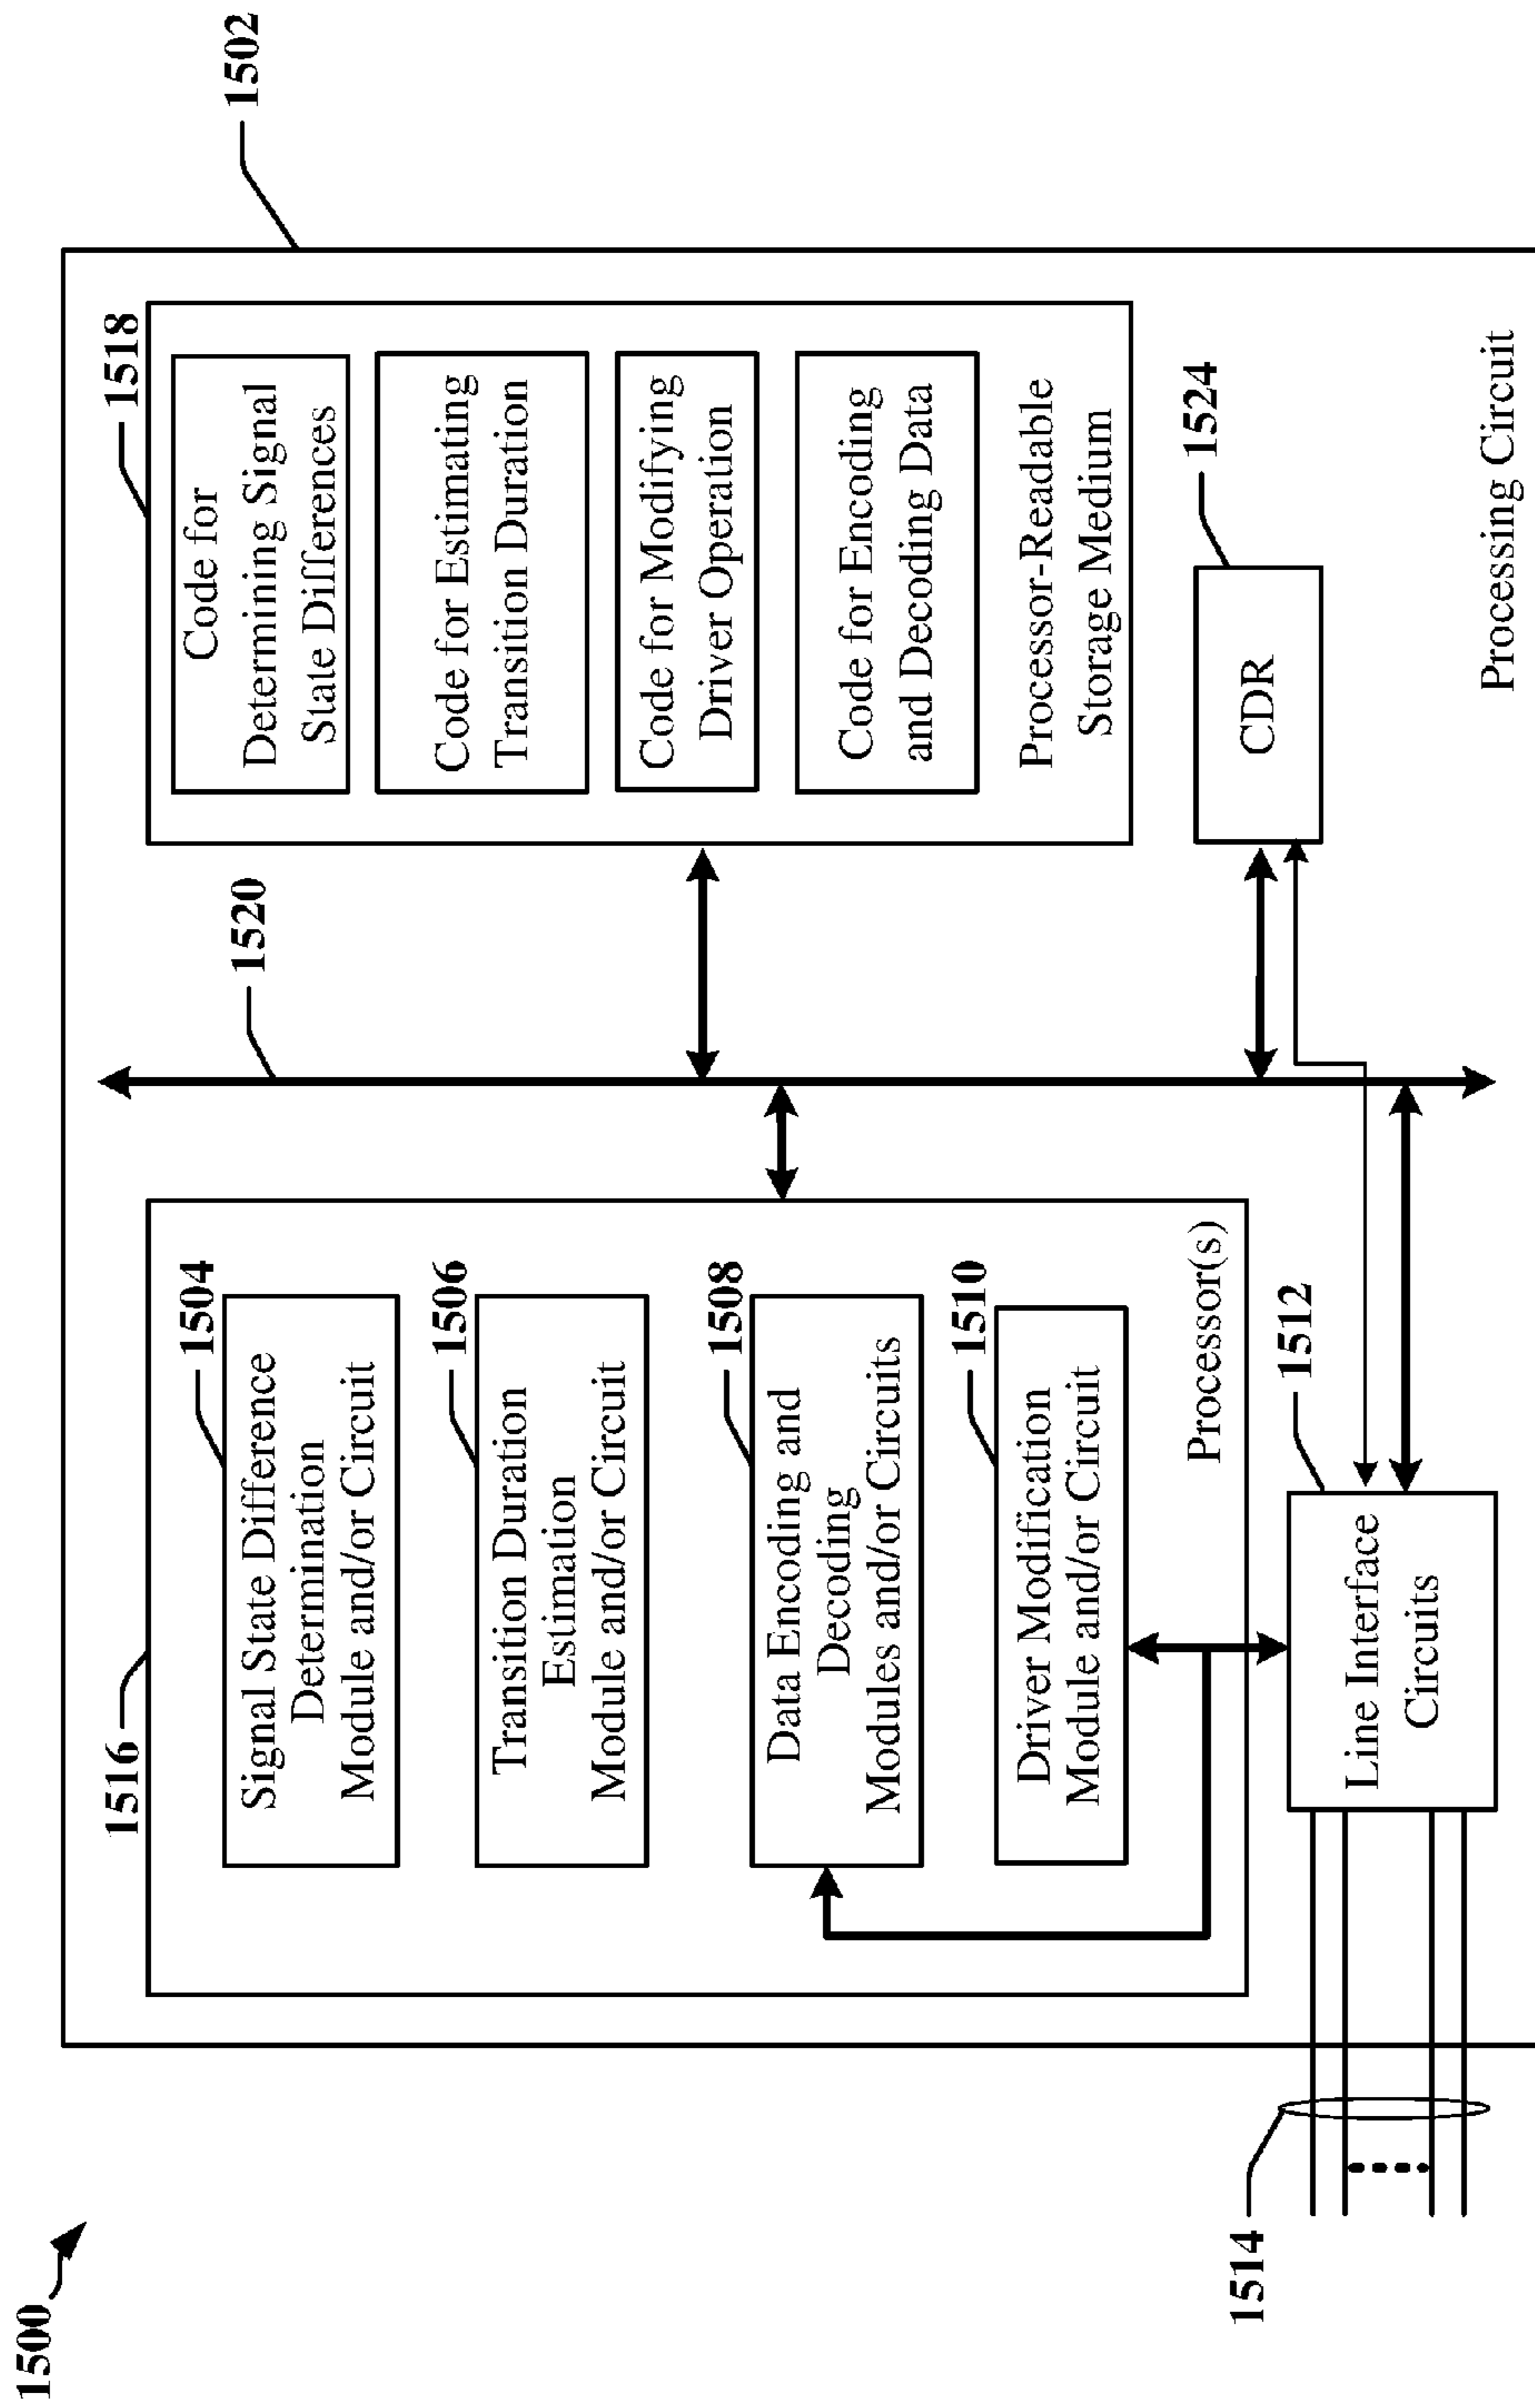 1500
1502
1516
1504
Signal State Difference
Determination
Module and/or Circuit
1506
Transition Duration
Estimation
Module and/or Circuit
1508
Data Encoding and
Decoding
Modules and/or Circuits
1510
Driver Modification
Module and/or Circuit
Processor(s)
1520
1518
Code for
Determining Signal
State Differences
Code for Estimating
Transition Duration
Code for Modifying
Driver Operation
Code for Encoding
and Decoding Data
Processor-Readable
Storage Medium
1524
CDR
1512
Line Interface
Circuits
1514
Processing Circuit